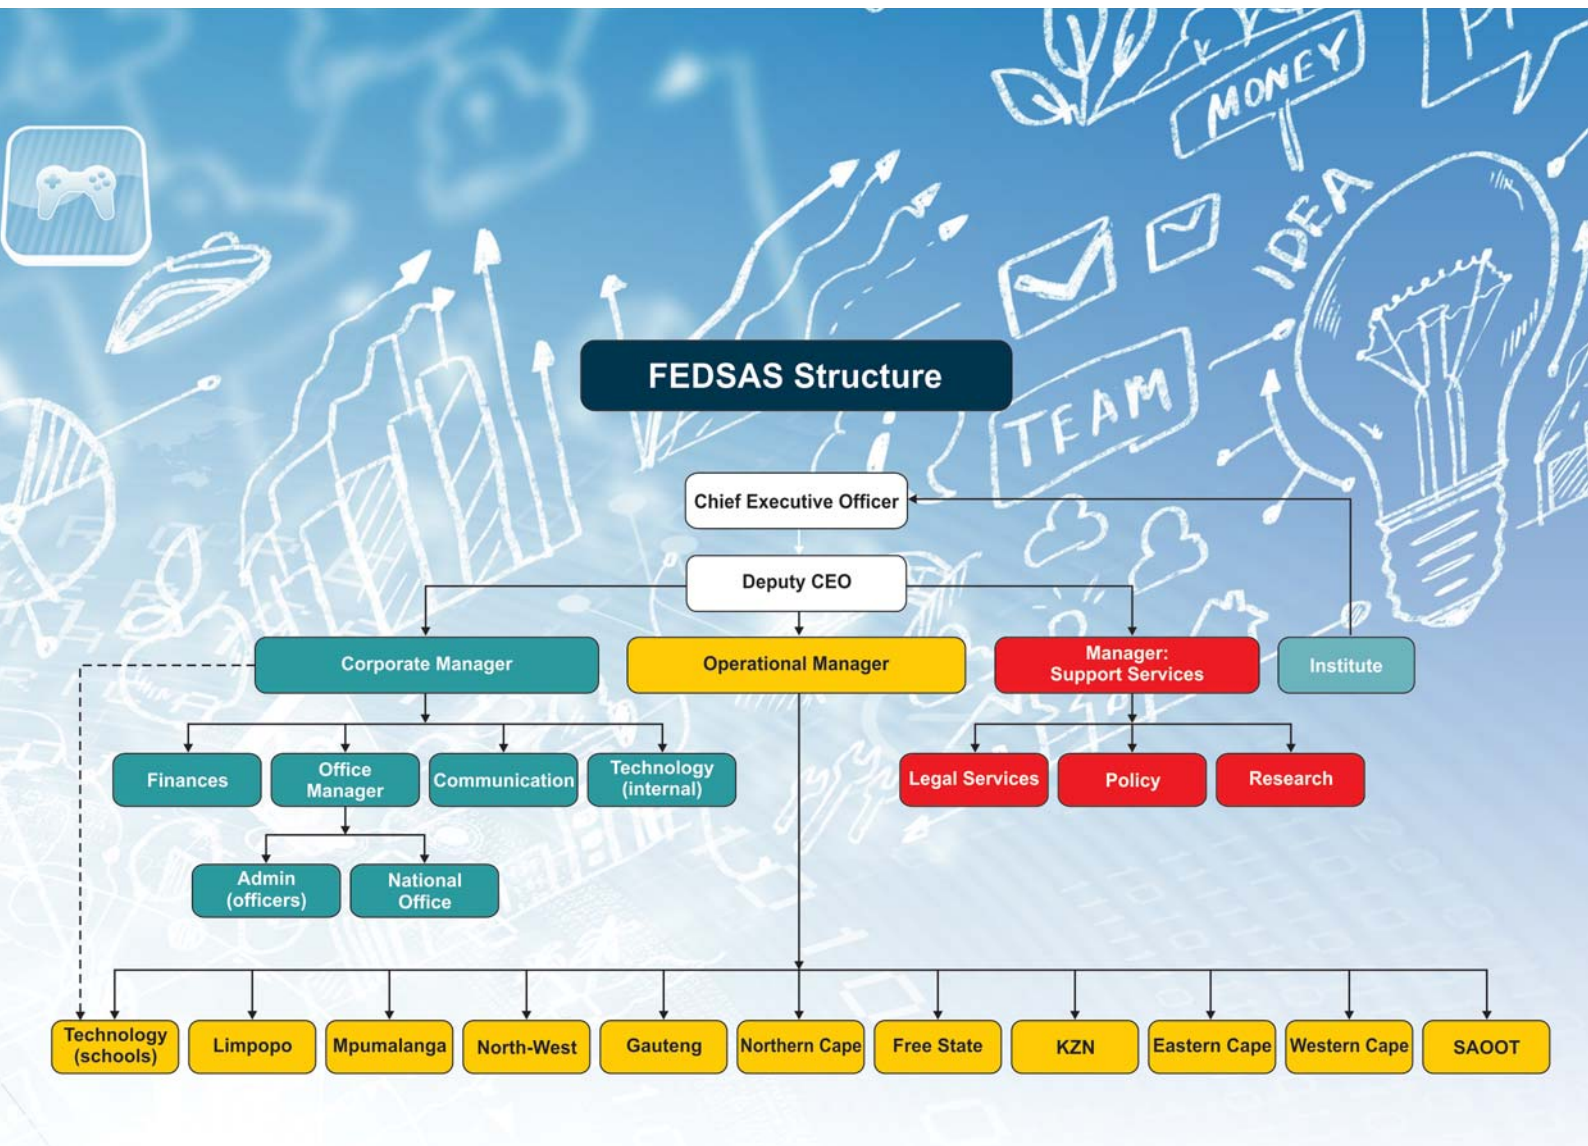 MONEY
IDEA
TEAM
FEDSAS Structure
Chief Executive Officer
Deputy CEO
Corporate Manager
Operational Manager
Manager:
Support Services
Institute
Finances
Office
Manager
Communication
Technology
(internal)
Legal Services
Policy
Research
Admin
(officers)
National
Office
Technology
(schools)
Limpopo
Mpumalanga
North-West
Gauteng
Northern Cape
Free State
KZN
Eastern Cape
Western Cape
SAOOT